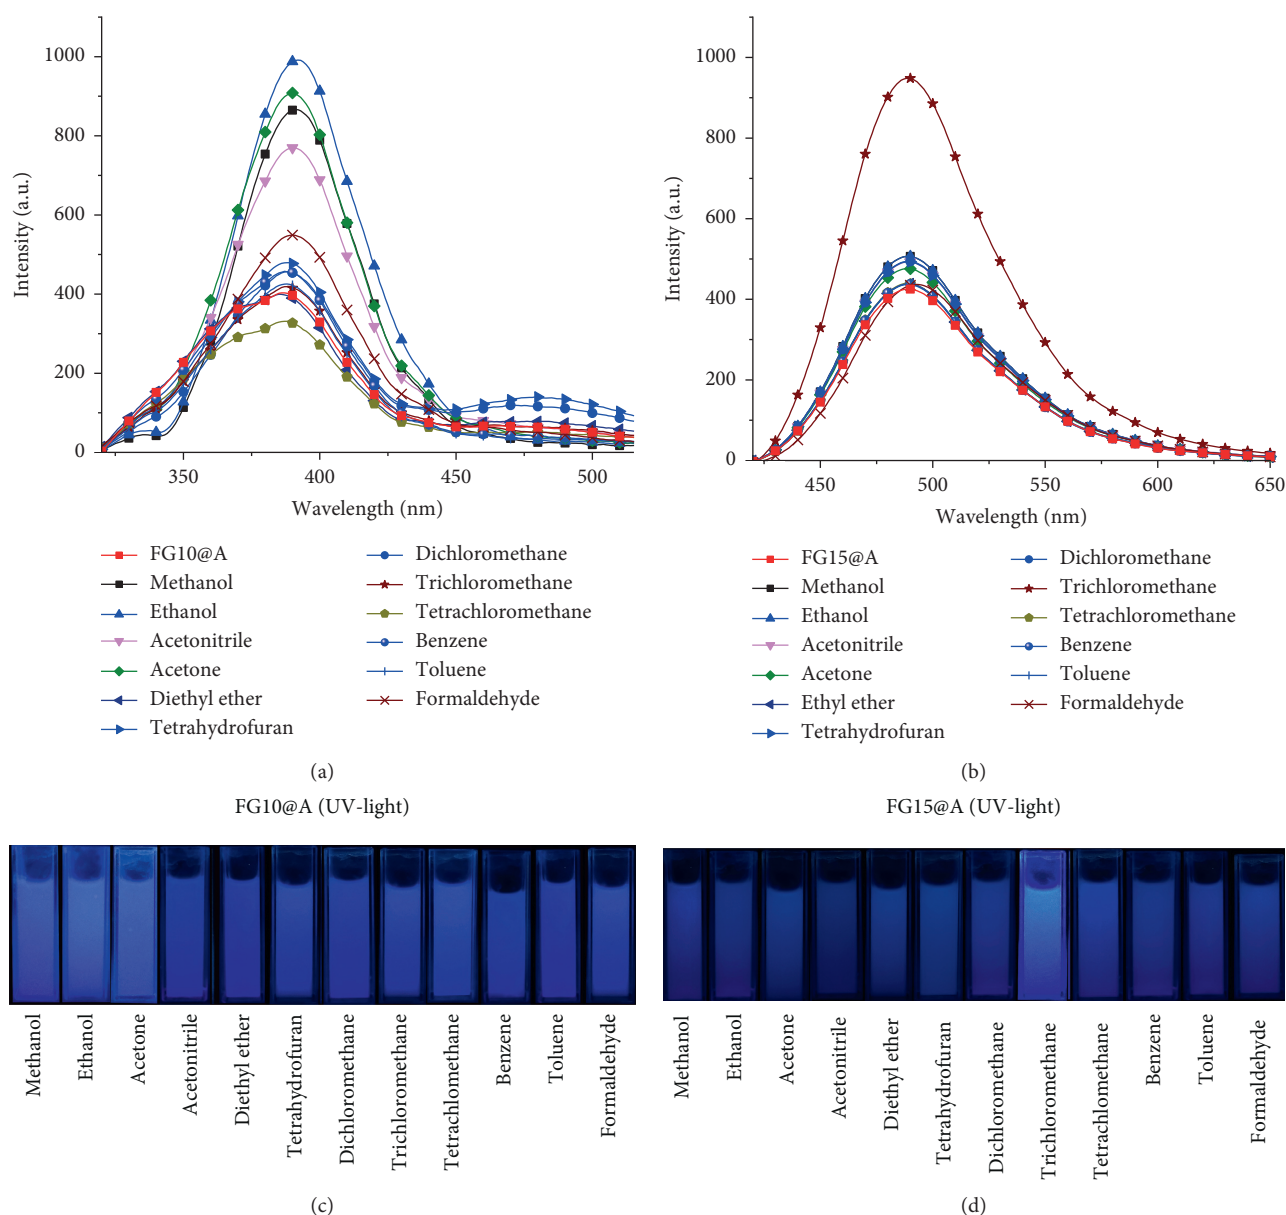 1000
800
600
400
200
0
Intensity (a.u.)
350
400
450
500
Wavelength (nm)
FG10@A
Methanol
Ethanol
Acetonitrile
Acetone
Diethyl ether
Tetrahydrofuran
Dichloromethane
Trichloromethane
Tetrachloromethane
Benzene
Toluene
Formaldehyde
(a)
1000
800
600
400
200
0
Intensity (a.u.)
450
500
550
600
650
Wavelength (nm)
FG15@A
Methanol
Ethanol
Acetonitrile
Acetone
Ethyl ether
Tetrahydrofuran
Dichloromethane
Trichloromethane
Tetrachloromethane
Benzene
Toluene
Formaldehyde
(b)
FG10@A (UV-light)
Methanol
Ethanol
Acetone
Acetonitrile
Diethyl ether
Tetrahydrofuran
Dichloromethane
Trichloromethane
Tetrachlomethane
Benzene
Toluene
Formaldehyde
(c)
FG15@A (UV-light)
Methanol
Ethanol
Acetone
Acetonitrile
Diethyl ether
Tetrahydrofuran
Dichloromethane
Trichloromethane
Tetrachlomethane
Benzene
Toluene
Formaldehyde
(d)